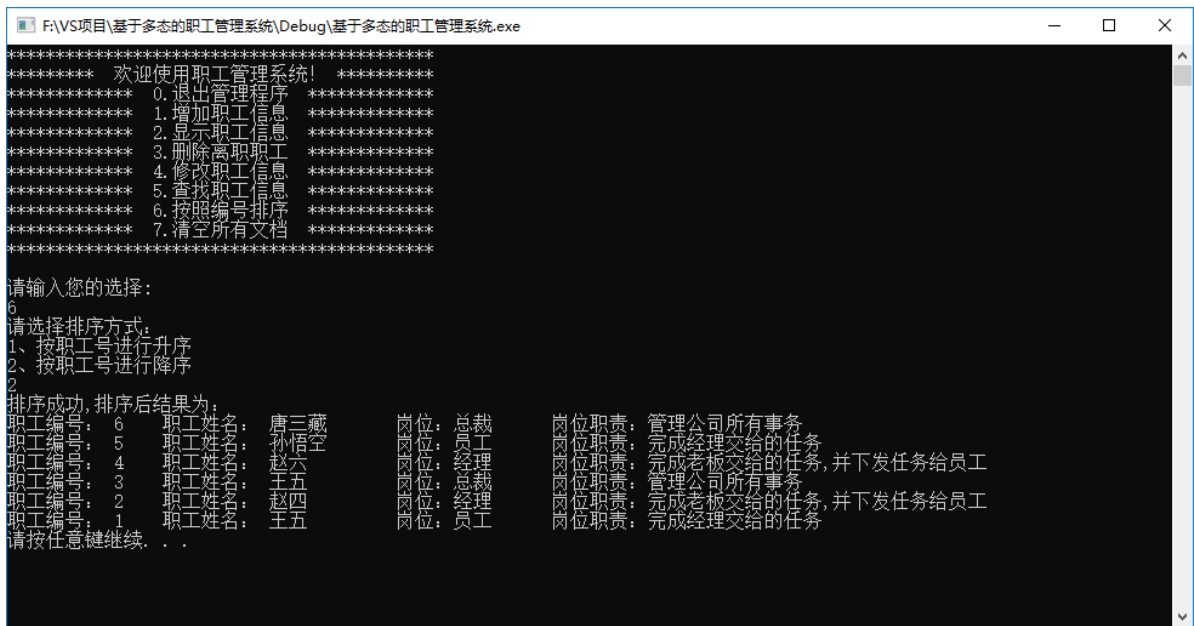 F:\VS项目\基于多态的职工管理系统\Debug\基于多态的职工管理系统.exe
********************************************
*********  欢迎使用职工管理系统!  **********
*************  0.退出管理程序  *************
*************  1.增加职工信息  *************
*************  2.显示职工信息  *************
*************  3.删除离职职工  *************
*************  4.修改职工信息  *************
*************  5.查找职工信息  *************
*************  6.按照编号排序  *************
*************  7.清空所有文档  *************
********************************************
请输入您的选择:
6
请选择排序方式：
1、按职工号进行升序
2、按职工号进行降序
2
排序成功,排序后结果为：
职工编号： 6    职工姓名： 唐三藏       岗位：总裁      岗位职责：管理公司所有事务
职工编号： 5    职工姓名： 孙悟空       岗位：员工      岗位职责：完成经理交给的任务
职工编号： 4    职工姓名： 赵六         岗位：经理      岗位职责：完成老板交给的任务,并下发任务给员工
职工编号： 3    职工姓名： 王五         岗位：总裁      岗位职责：管理公司所有事务
职工编号： 2    职工姓名： 赵四         岗位：经理      岗位职责：完成老板交给的任务,并下发任务给员工
职工编号： 1    职工姓名： 王五         岗位：员工      岗位职责：完成经理交给的任务
请按任意键继续. . .